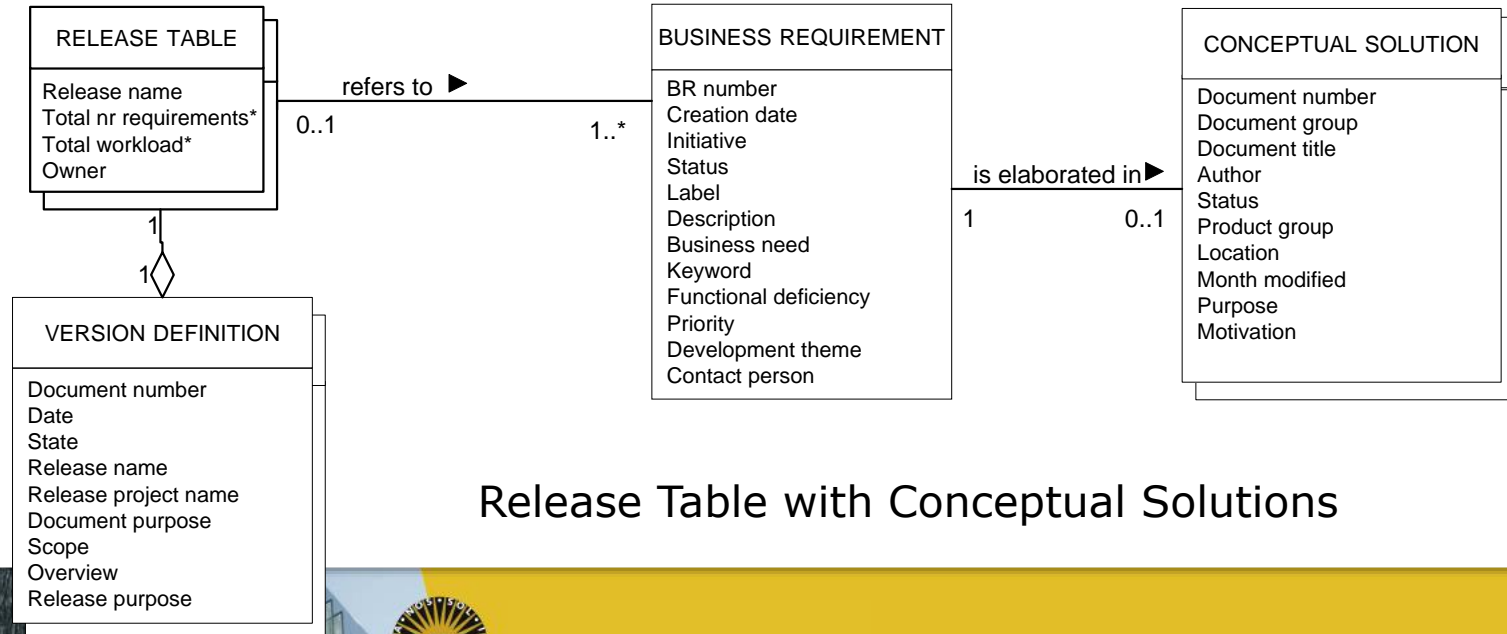 RELEASE TABLE
Release name
Total nr requirements*
Total workload*
Owner
refers to ►
0..1
1..*
BUSINESS REQUIREMENT
BR number
Creation date
Initiative
Status
Label
Description
Business need
Keyword
Functional deficiency
Priority
Development theme
Contact person
is elaborated in►
1
0..1
CONCEPTUAL SOLUTION
Document number
Document group
Document title
Author
Status
Product group
Location
Month modified
Purpose
Motivation
1
1
VERSION DEFINITION
Document number
Date
State
Release name
Release project name
Document purpose
Scope
Overview
Release purpose
Release Table with Conceptual Solutions
NOS·SOL